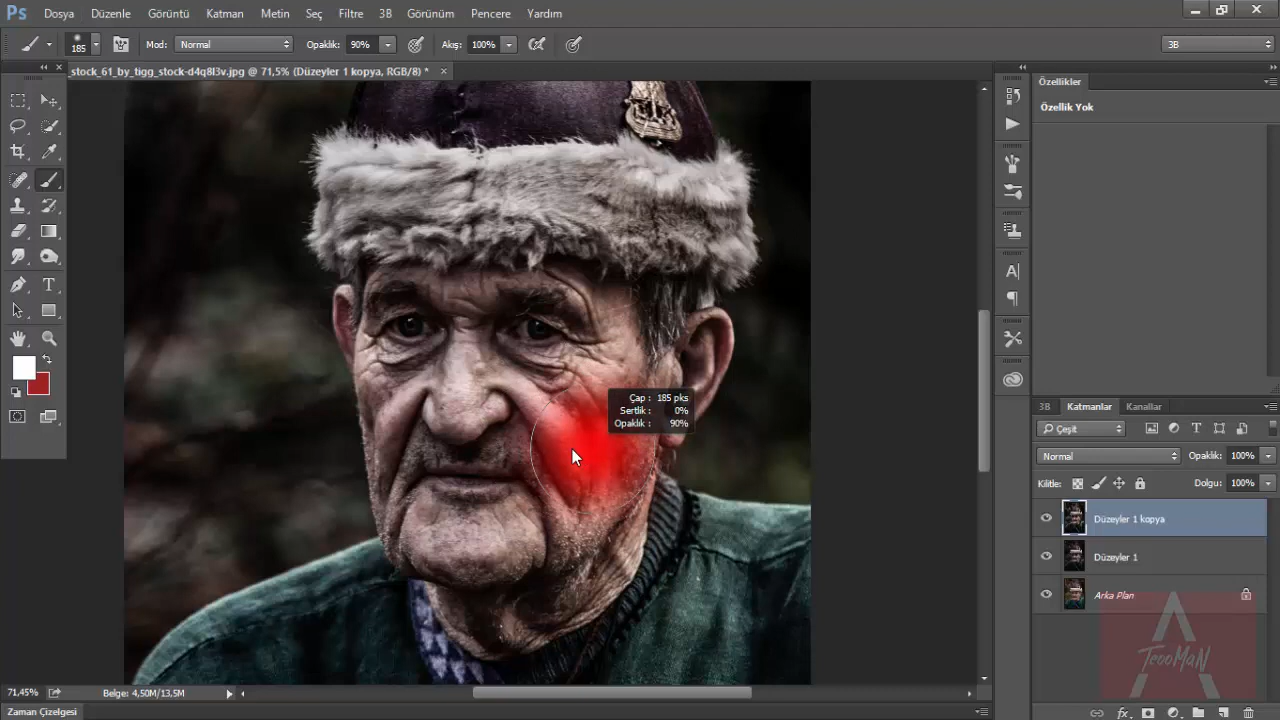 Ps Dosya Düzenle Görüntü Katman Metin Seç Filtre 3B Görünüm Pencere Yardım
185 Mod: Normal Opaklık: 90% Akış: 100% 3B
_stock_61_by_tigg_stock-d4q8l3v.jpg @ 71,5% (Düzeyler 1 kopya, RGB/8) *
Özellikler
Özellik Yok
Çap : 185 pks
Sertlik : 0%
Opaklık : 90%
3B Katmanlar Kanallar
Çeşit
Normal Opaklık: 100%
Kilitle: Dolgu: 100%
Düzeyler 1 kopya
Düzeyler 1
Arka Plan
TeooMaN
71,45% Belge: 4,50M/13,5M
Zaman Çizelgesi